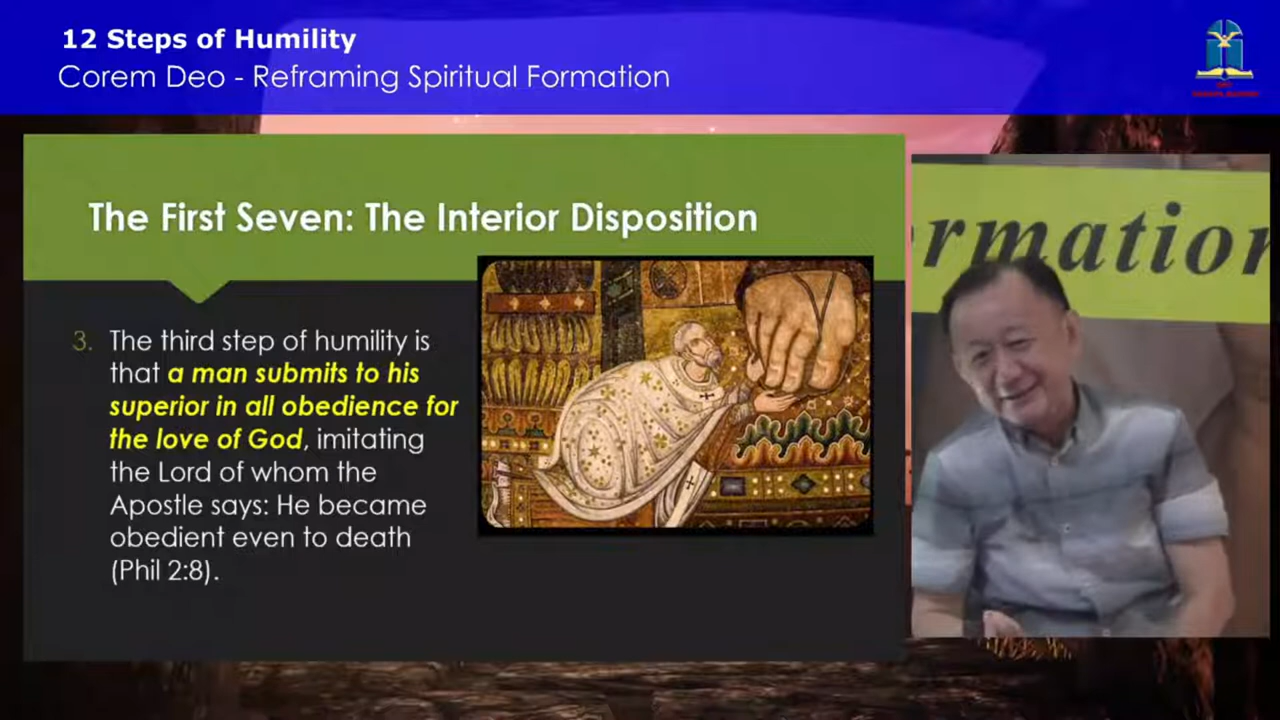 12 Steps of Humility
Corem Deo - Reframing Spiritual Formation
The First Seven: The Interior Disposition
3. The third step of humility is
that a man submits to his
superior in all obedience for
the love of God, imitating
the Lord of whom the
Apostle says: He became
obedient even to death
(Phil 2:8).
ormation